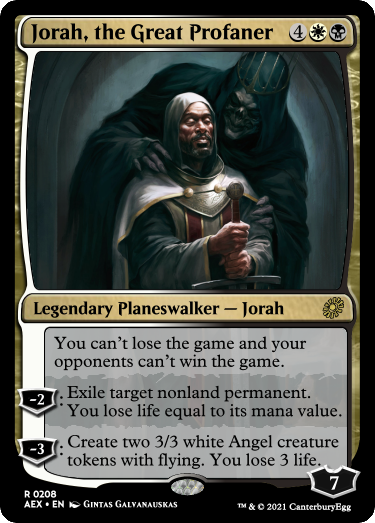 Jorah, the Great Profaner 4
Legendary Planeswalker — Jorah
You can't lose the game and your
opponents can't win the game.
-2: Exile target nonland permanent.
You lose life equal to its mana value.
-3: Create two 3/3 white Angel creature
tokens with flying. You lose 3 life.
7
R 0208
AEX • EN Gintas Galvanauskas
™ & © 2021 CanterburyEgg